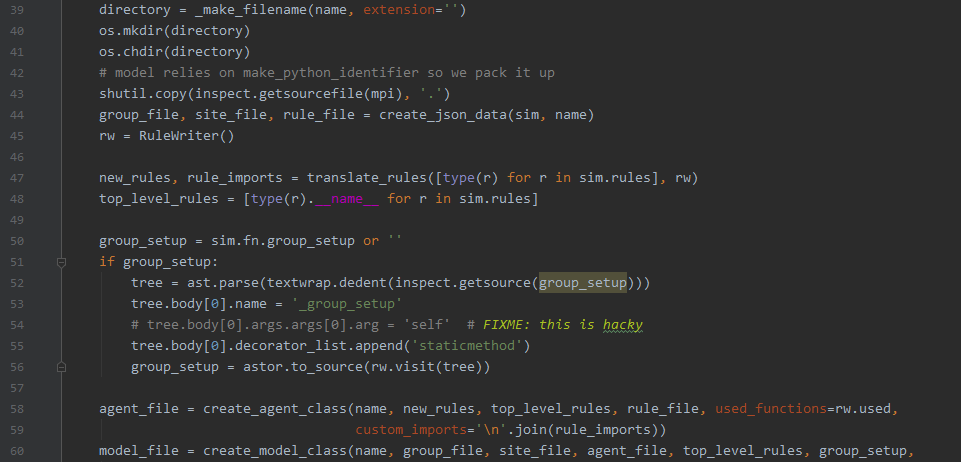 39 directory = _make_filename(name, extension='')
40 os.mkdir(directory)
41 os.chdir(directory)
42 # model relies on make_python_identifier so we pack it up
43 shutil.copy(inspect.getsourcefile(mpi), '.')
44 group_file, site_file, rule_file = create_json_data(sim, name)
45 rw = RuleWriter()
46
47 new_rules, rule_imports = translate_rules([type(r) for r in sim.rules], rw)
48 top_level_rules = [type(r).__name__ for r in sim.rules]
49
50 group_setup = sim.fn.group_setup or ''
51 if group_setup:
52     tree = ast.parse(textwrap.dedent(inspect.getsource(group_setup)))
53     tree.body[0].name = '_group_setup'
54     # tree.body[0].args.args[0].arg = 'self'  # FIXME: this is hacky
55     tree.body[0].decorator_list.append('staticmethod')
56     group_setup = astor.to_source(rw.visit(tree))
57
58 agent_file = create_agent_class(name, new_rules, top_level_rules, rule_file, used_functions=rw.used,
59                                 custom_imports='\n'.join(rule_imports))
60 model_file = create_model_class(name, group_file, site_file, agent_file, top_level_rules, group_setup,